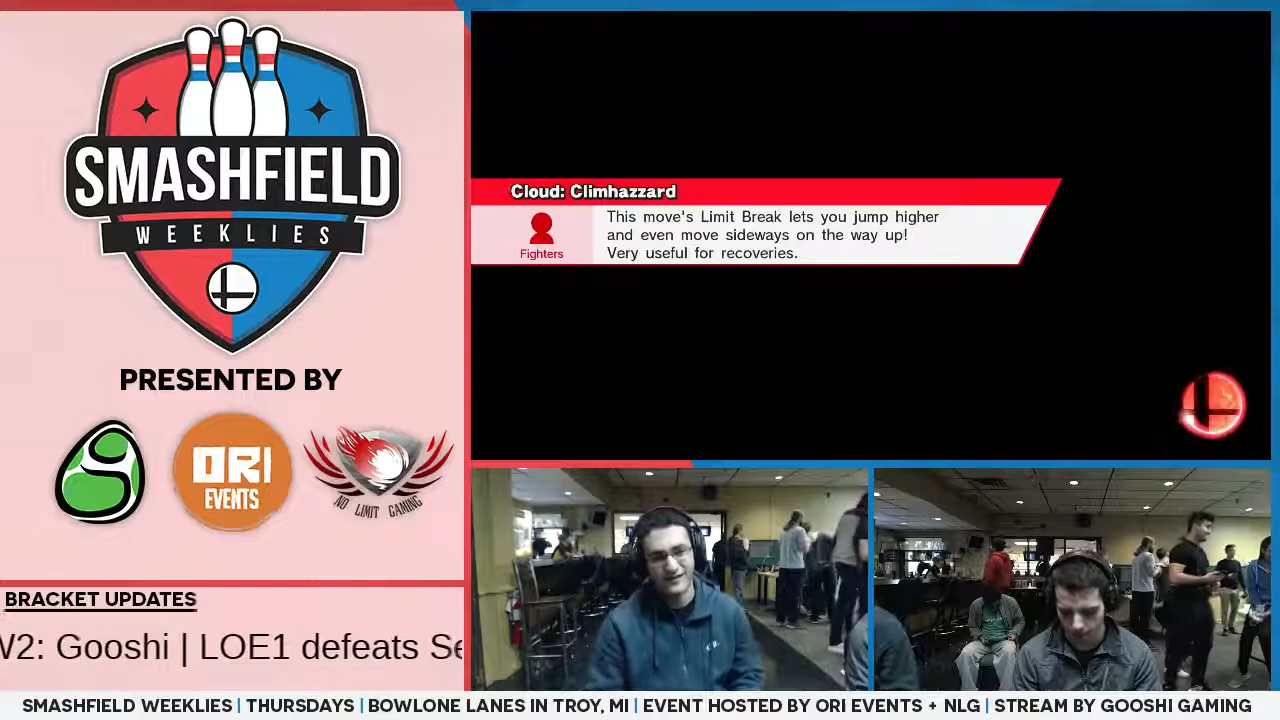 SMASHFIELD
WEEKLIES
PRESENTED BY
ORI
EVENTS
NO LIMIT GAMING
BRACKET UPDATES
W2: Gooshi | LOE1 defeats Se
Cloud: Climhazzard
Fighters
This move's Limit Break lets you jump higher
and even move sideways on the way up!
Very useful for recoveries.
SMASHFIELD WEEKLIES | THURSDAYS | BOWLONE LANES IN TROY, MI | EVENT HOSTED BY ORI EVENTS + NLG | STREAM BY GOOSHI GAMING